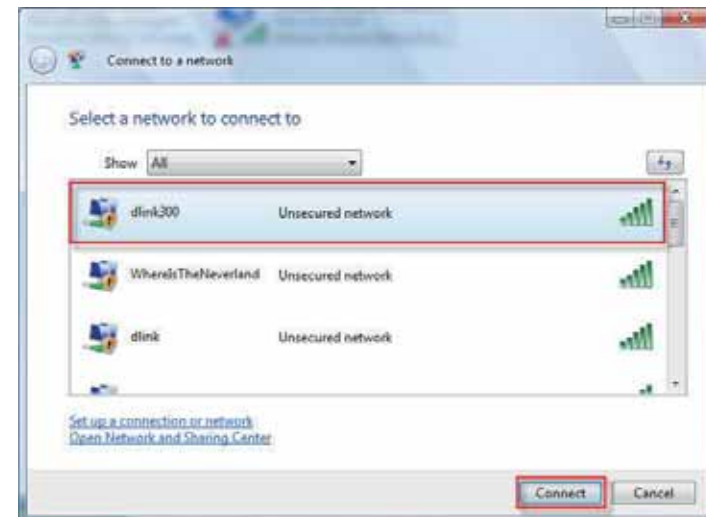 Connect to a network
Select a network to connect to
Show All
dlink300 Unsecured network
WhereIsTheNeverland Unsecured network
dlink Unsecured network
Set up a connection or network
Open Network and Sharing Center
Connect Cancel